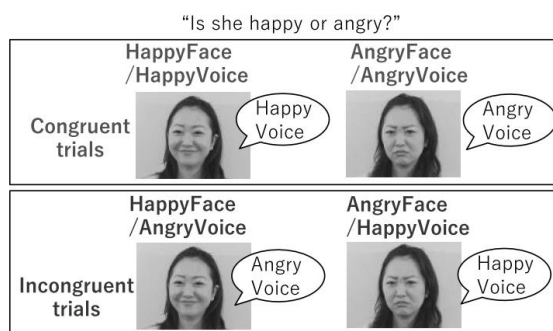 “Is she happy or angry?”
HappyFace
/HappyVoice
AngryFace
/AngryVoice
Congruent
trials
Happy
Voice
Angry
Voice
HappyFace
/AngryVoice
AngryFace
/HappyVoice
Incongruent
trials
Angry
Voice
Happy
Voice